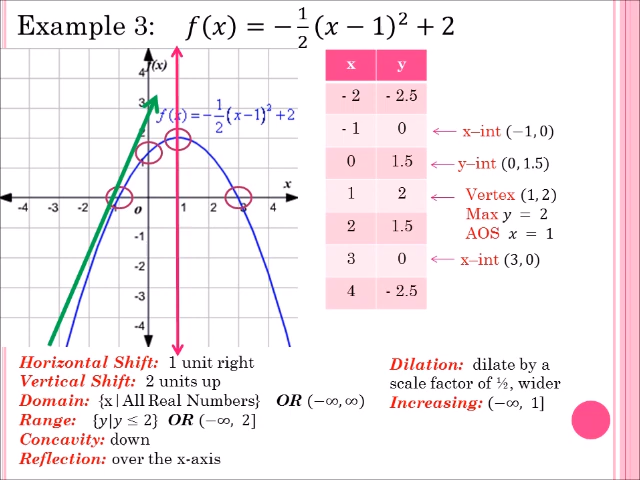 Example 3: f(x) = −½(x − 1)² + 2
f(x)
f(x)=−½(x−1)²+2
x
4
3
2
-4 -3 -2 -1 0 1 2 3 4
-1
-2
-3
-4
x y
- 2 - 2.5
- 1 0
0 1.5
1 2
2 1.5
3 0
4 - 2.5
x–int (−1, 0)
y–int (0, 1.5)
Vertex (1, 2)
Max y = 2
AOS x = 1
x–int (3, 0)
Horizontal Shift: 1 unit right
Vertical Shift: 2 units up
Domain: {x|All Real Numbers} OR (−∞, ∞)
Range: {y|y ≤ 2} OR (−∞, 2]
Concavity: down
Reflection: over the x-axis
Dilation: dilate by a
scale factor of ½, wider
Increasing: (−∞, 1]